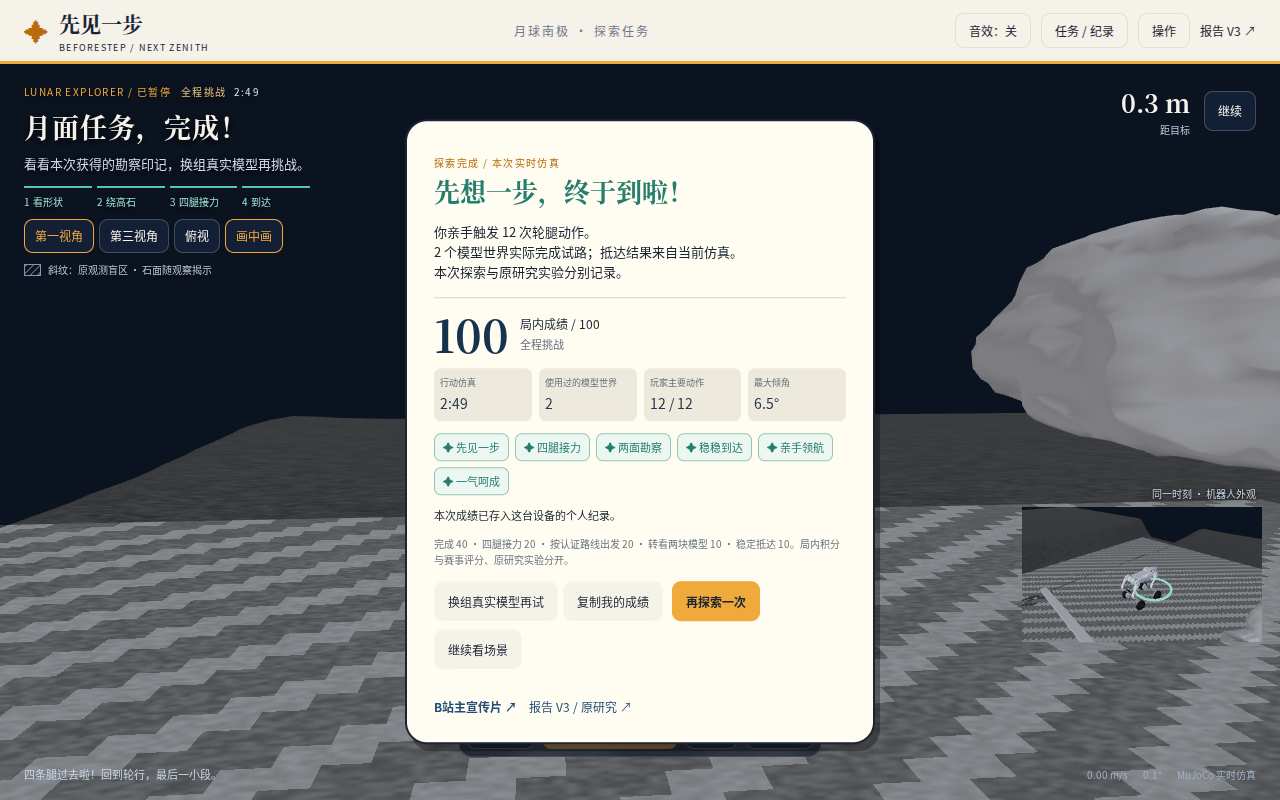 先见一步
BEFORESTEP / NEXT ZENITH
月球南极 · 探索任务
音效：关
任务 / 纪录
操作
报告 V3 ↗
LUNAR EXPLORER / 已暂停 全程挑战 2:49
月面任务，完成！
看看本次获得的勘察印记，换组真实模型再挑战。
1 看形状
2 绕高石
3 四腿接力
4 到达
第一视角
第三视角
俯视
画中画
斜纹：原观测盲区 · 石面随观察揭示
0.3 m
距目标
继续
探索完成 / 本次实时仿真
先想一步，终于到啦！
你亲手触发 12 次轮腿动作。
2 个模型世界实际完成试路；抵达结果来自当前仿真。
本次探索与原研究实验分别记录。
100
局内成绩 / 100
全程挑战
行动仿真
2:49
使用过的模型世界
2
玩家主要动作
12 / 12
最大倾角
6.5°
先见一步
四腿接力
两面勘察
稳稳到达
亲手领航
一气呵成
本次成绩已存入这台设备的个人纪录。
完成 40 · 四腿接力 20 · 按认证路线出发 20 · 转看两块模型 10 · 稳定抵达 10。局内积分
与赛事评分、原研究实验分开。
换组真实模型再试
复制我的成绩
再探索一次
继续看场景
B站主宣传片 ↗
报告 V3 / 原研究 ↗
同一时刻 · 机器人外观
四条腿过去啦！回到轮行，最后一小段。
0.00 m/s 0.1° MuJoCo 实时仿真